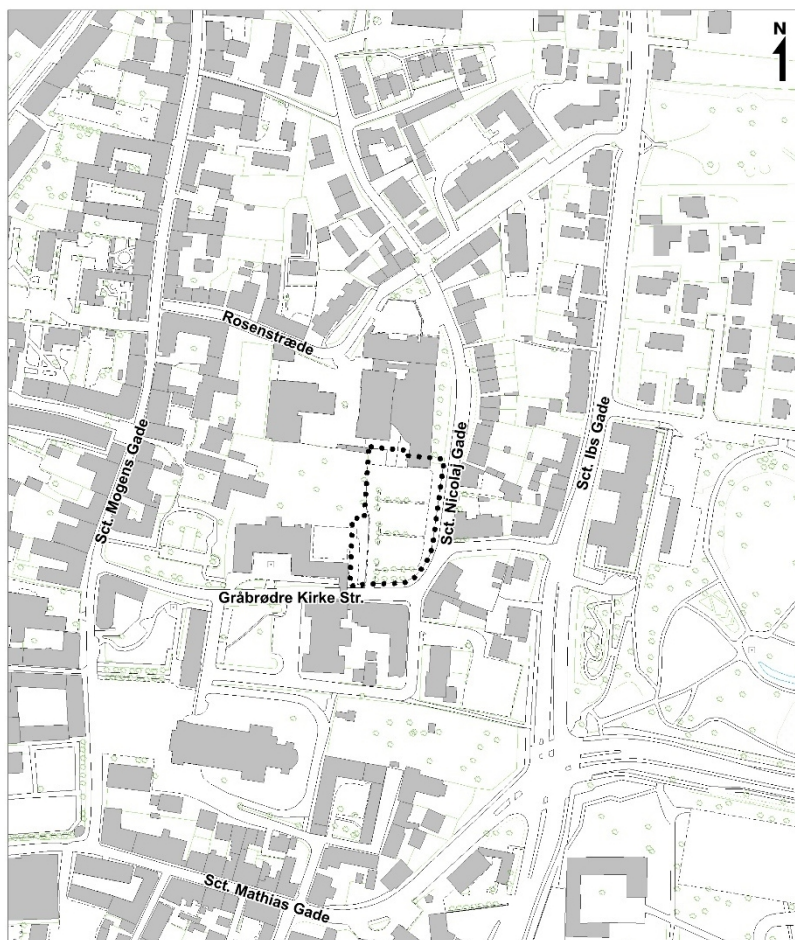 N
Rosenstræde
Sct. Mogens Gade
Sct. Nicolaj Gade
Sct. Ibs Gade
Gråbrødre Kirke Str.
Sct. Mathias Gade